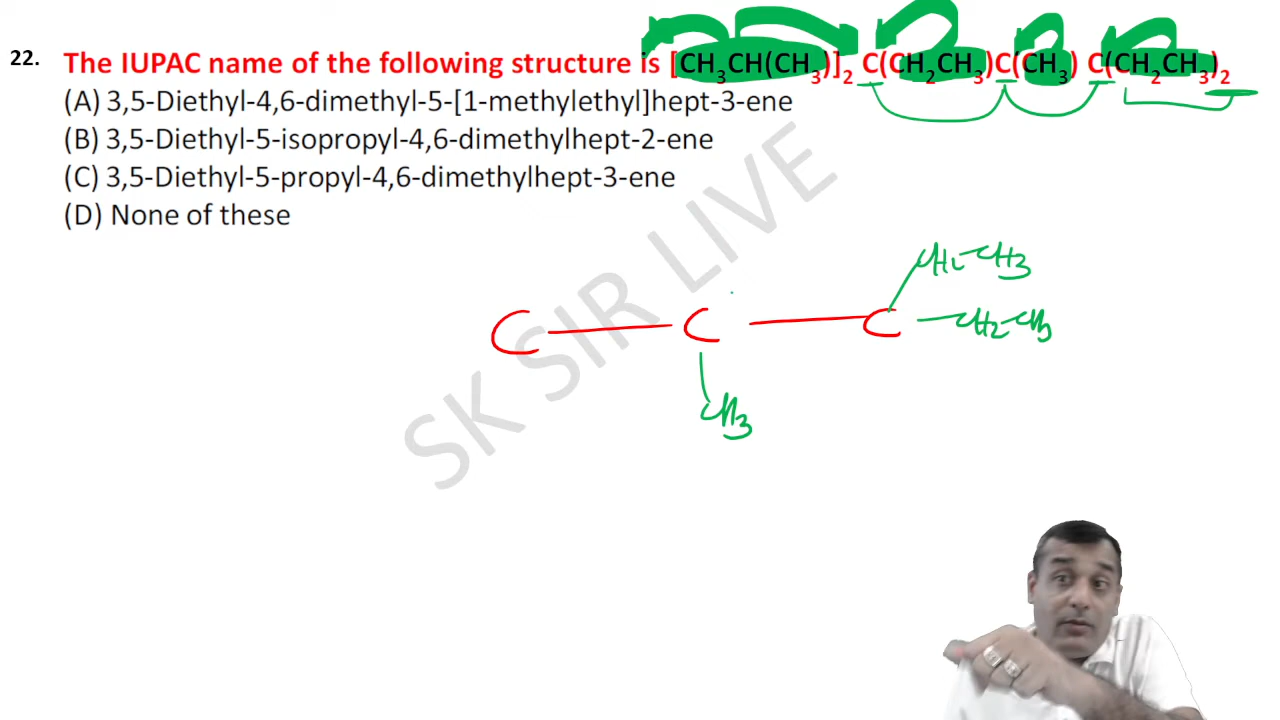 22. The IUPAC name of the following structure is [CH₃CH(CH₃)]₂ C(CH₂CH₃)C(CH₃) C(CH₂CH₃)₂
(A) 3,5-Diethyl-4,6-dimethyl-5-[1-methylethyl]hept-3-ene
(B) 3,5-Diethyl-5-isopropyl-4,6-dimethylhept-2-ene
(C) 3,5-Diethyl-5-propyl-4,6-dimethylhept-3-ene
(D) None of these
SK SIR LIVE
CH₂-CH₃
C C C -CH₂-CH₃
CH₃